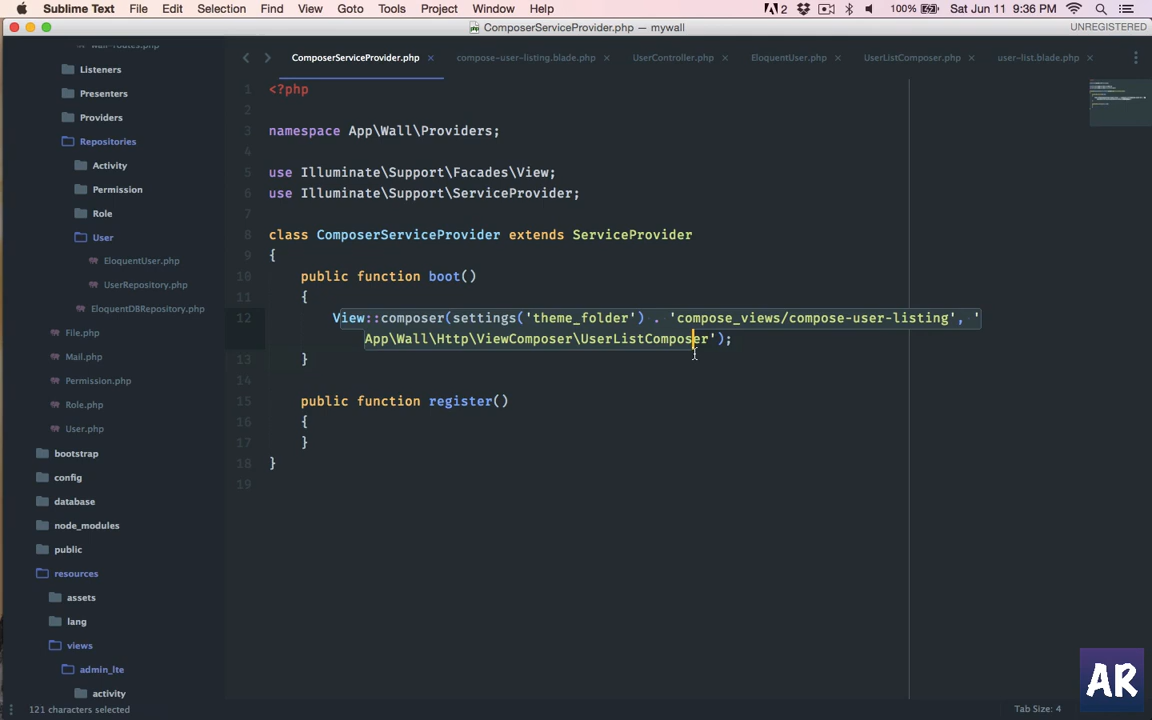 Sublime Text File Edit Selection Find View Goto Tools Project Window Help 2 100% Sat Jun 11 9:36 PM
ComposerServiceProvider.php — mywall UNREGISTERED
wall-routes.php
Listeners
Presenters
Providers
Repositories
Activity
Permission
Role
User
EloquentUser.php
UserRepository.php
EloquentDBRepository.php
File.php
Mail.php
Permission.php
Role.php
User.php
bootstrap
config
database
node_modules
public
resources
assets
lang
views
admin_lte
activity
ComposerServiceProvider.php compose-user-listing.blade.php UserController.php EloquentUser.php UserListComposer.php user-list.blade.php
1 <?php
2
3 namespace App\Wall\Providers;
4
5 use Illuminate\Support\Facades\View;
6 use Illuminate\Support\ServiceProvider;
7
8 class ComposerServiceProvider extends ServiceProvider
9 {
10 public function boot()
11 {
12 View::composer(settings('theme_folder') . 'compose_views/compose-user-listing', '
App\Wall\Http\ViewComposer\UserListComposer');
13 }
14
15 public function register()
16 {
17 }
18 }
19
121 characters selected Tab Size: 4
AR